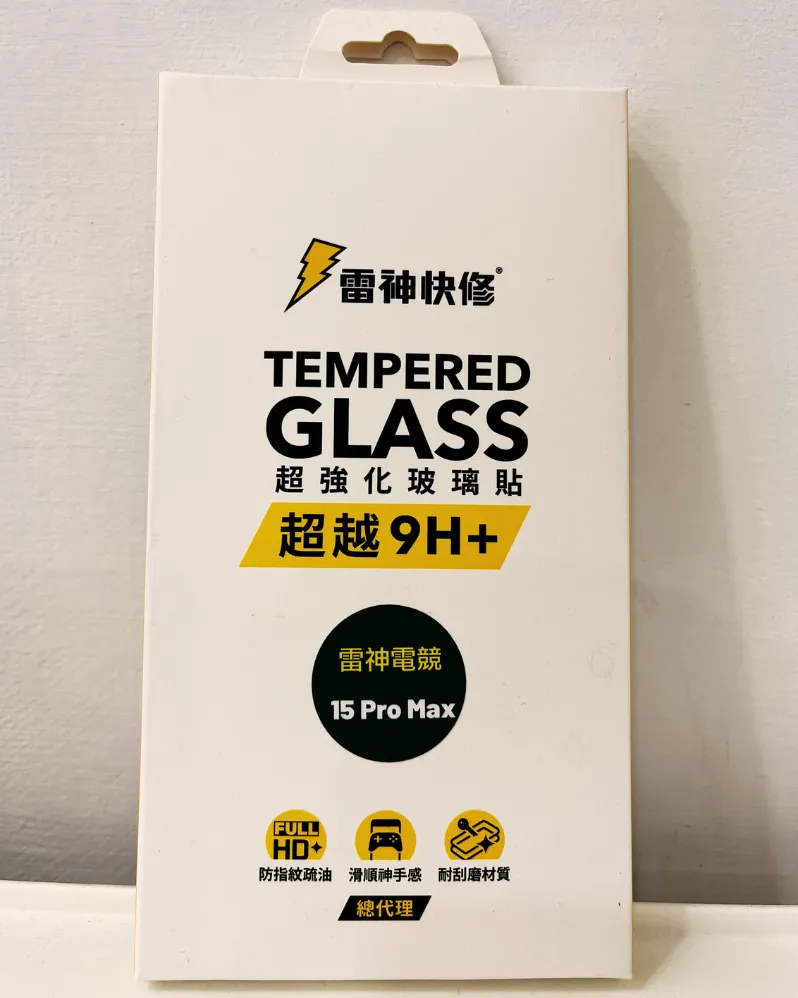 雷神快修®
TEMPERED
GLASS
超強化玻璃貼
超越9H+
雷神電競
15 Pro Max
FULL
HD
防指紋疏油 滑順神手感 耐刮磨材質
總代理